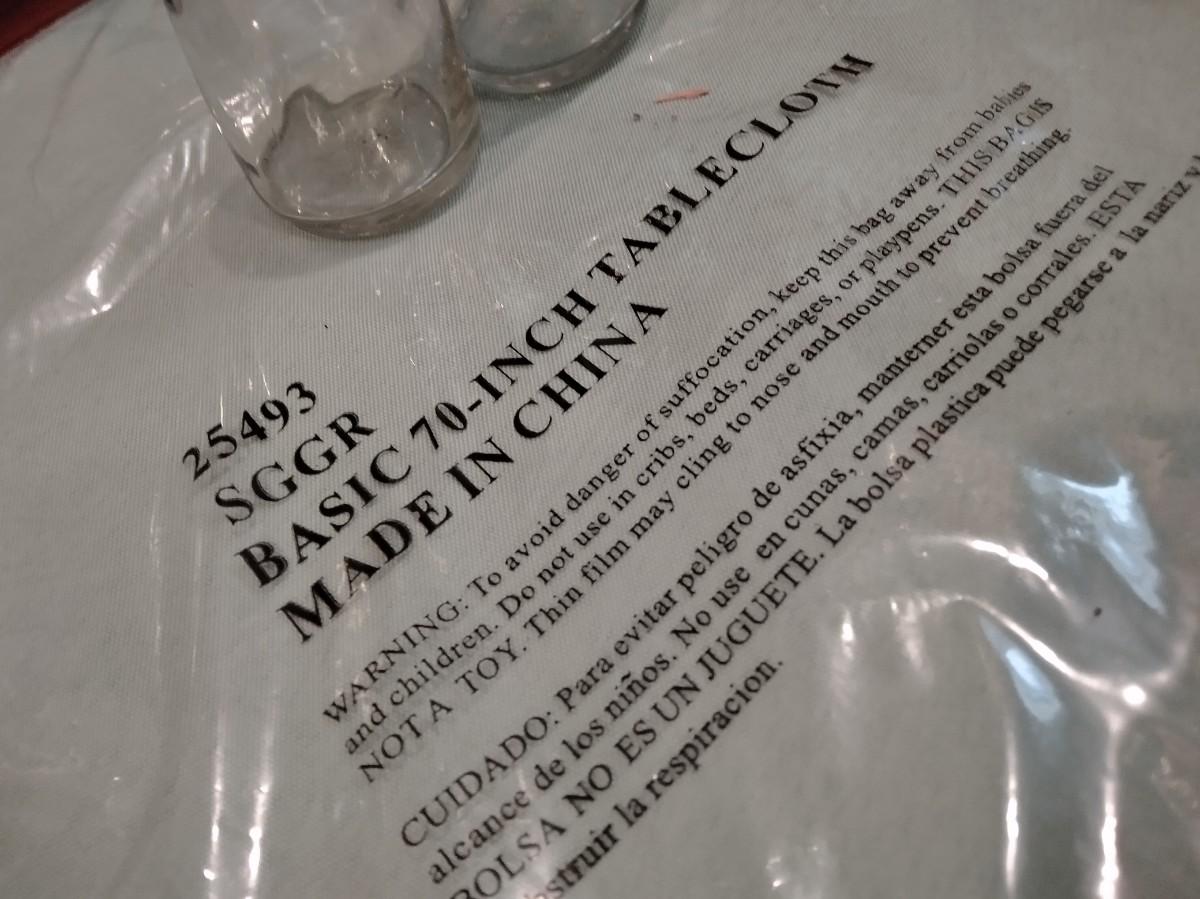 25493
SGGR
BASIC 70-INCH TABLECLOTH
MADE IN CHINA
WARNING: To avoid danger of suffocation, keep this bag away from babies
and children. Do not use in cribs, beds, carriages, or playpens. THIS BAG IS
NOT A TOY. Thin film may cling to nose and mouth to prevent breathing.
CUIDADO: Para evitar peligro de asfixia, manterner esta bolsa fuera del
alcance de los niños. No use en cunas, camas, carriolas o corrales. ESTA
BOLSA NO ES UN JUGUETE. La bolsa plastica puede pegarse a la nariz y
la respiracion.